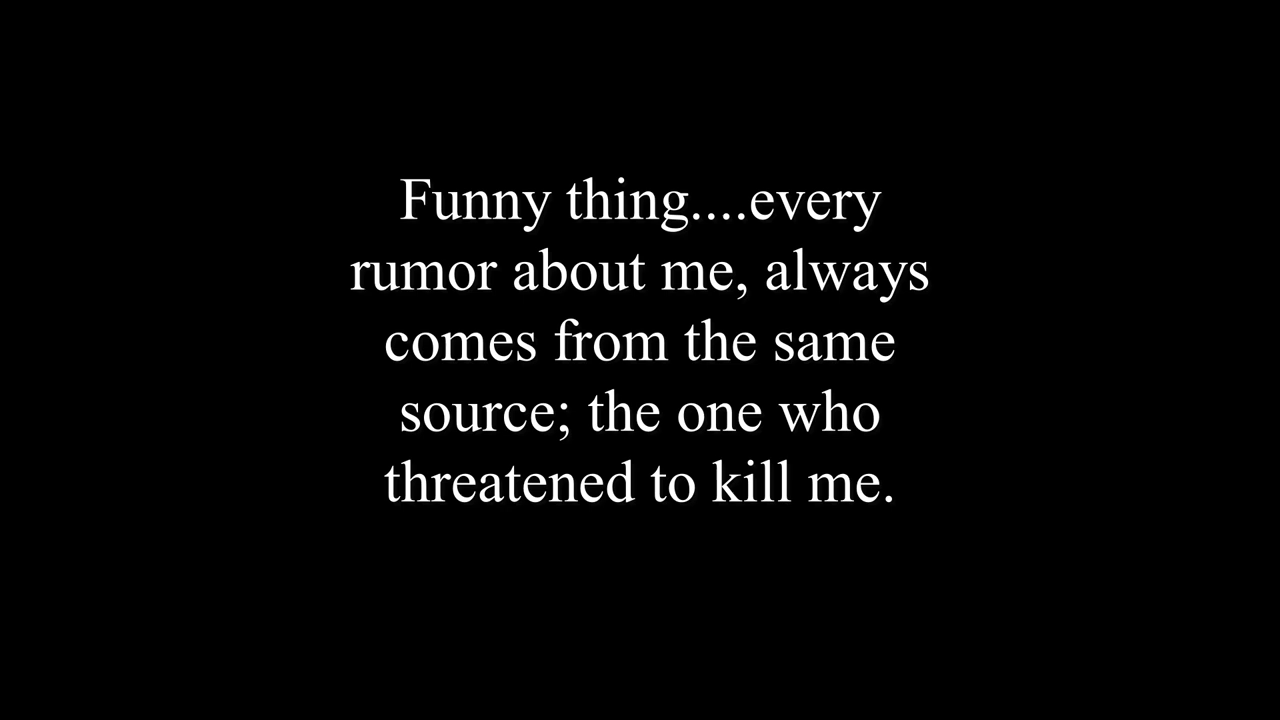 Funny thing....every
rumor about me, always
comes from the same
source; the one who
threatened to kill me.